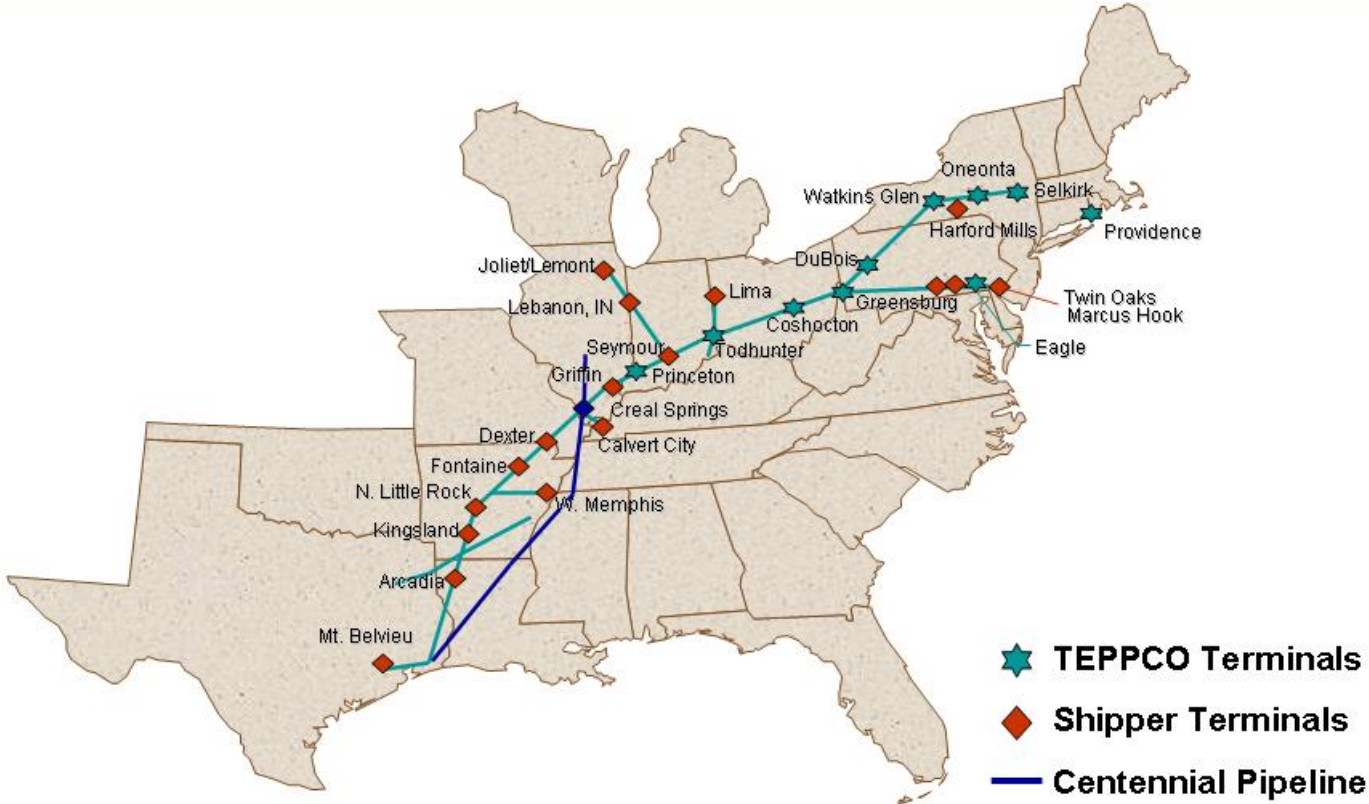 Oneonta
Watkins Glen
Selkirk
Harford Mills
Providence
DuBois
Joliet/Lemont
Lima
Lebanon, IN
Greensburg
Twin Oaks
Marcus Hook
Coshocton
Eagle
Seymour
Todhunter
Griffin
Princeton
Creal Springs
Dexter
Calvert City
Fontaine
N. Little Rock
W. Memphis
Kingsland
Arcadia
Mt. Belvieu
TEPPCO Terminals
Shipper Terminals
Centennial Pipeline